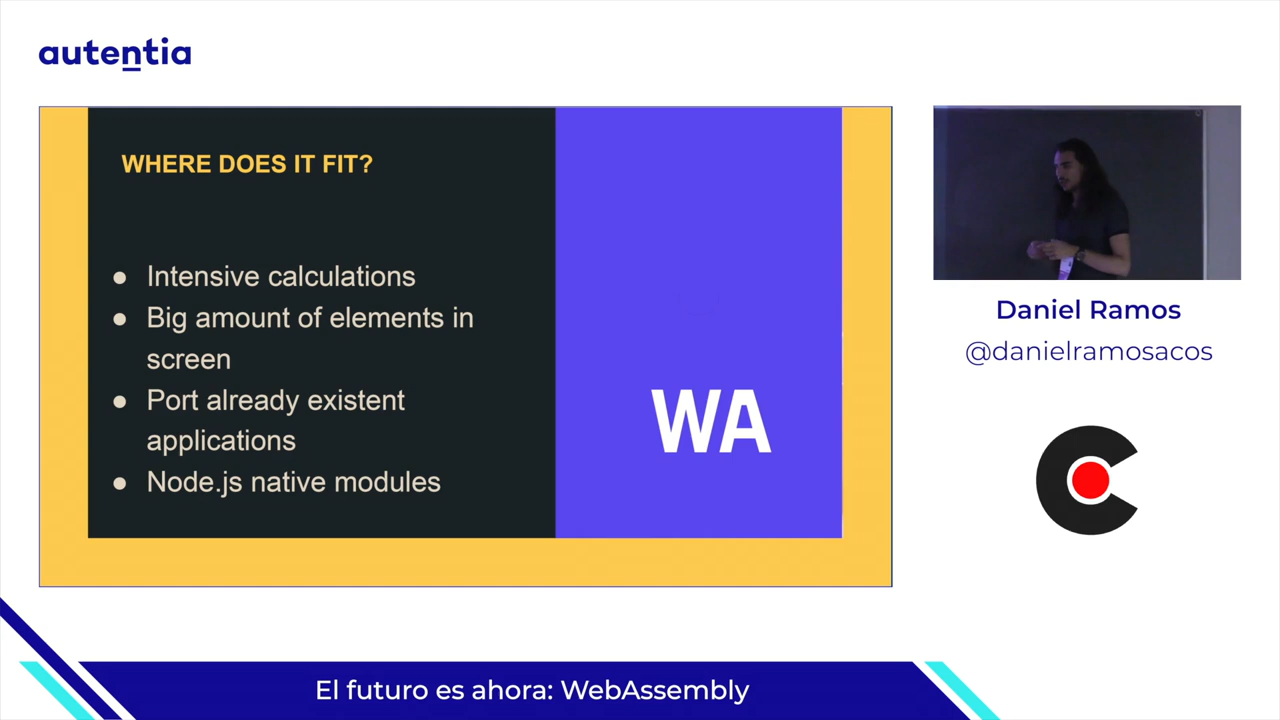 autentia
WHERE DOES IT FIT?
● Intensive calculations
● Big amount of elements in
screen
● Port already existent
applications
● Node.js native modules
WA
Daniel Ramos
@danielramosacos
El futuro es ahora: WebAssembly